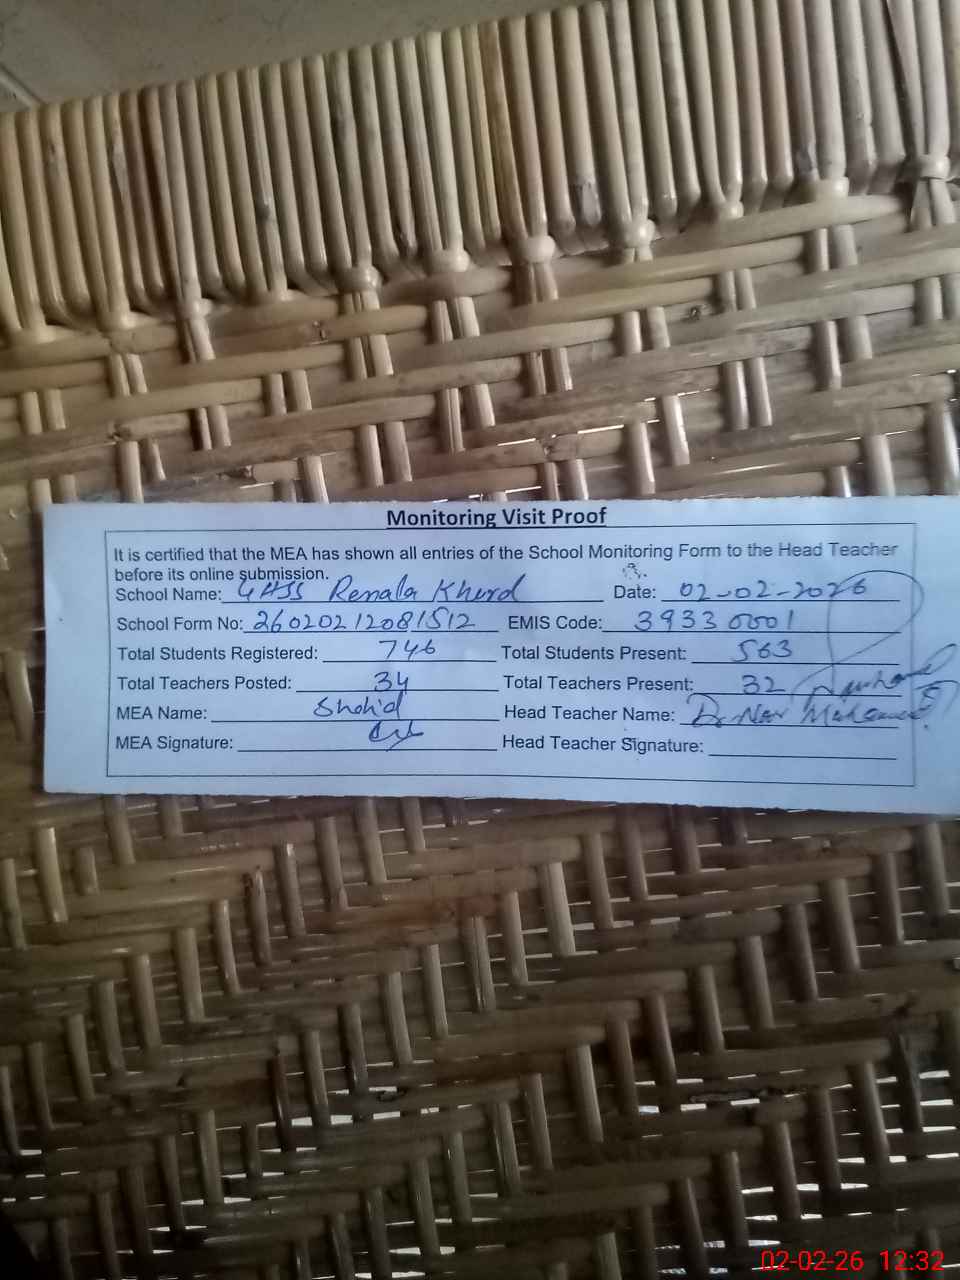 Monitoring Visit Proof
It is certified that the MEA has shown all entries of the School Monitoring Form to the Head Teacher
before its online submission.
School Name: GHSS Renala Khurd Date: 02-02-2026
School Form No: 26020212081512 EMIS Code: 39330001
Total Students Registered: 746 Total Students Present: 563
Total Teachers Posted: 34 Total Teachers Present: 32
MEA Name: Shahid Head Teacher Name: Dr Noor
MEA Signature: Head Teacher Signature:
02-02-26 12:32